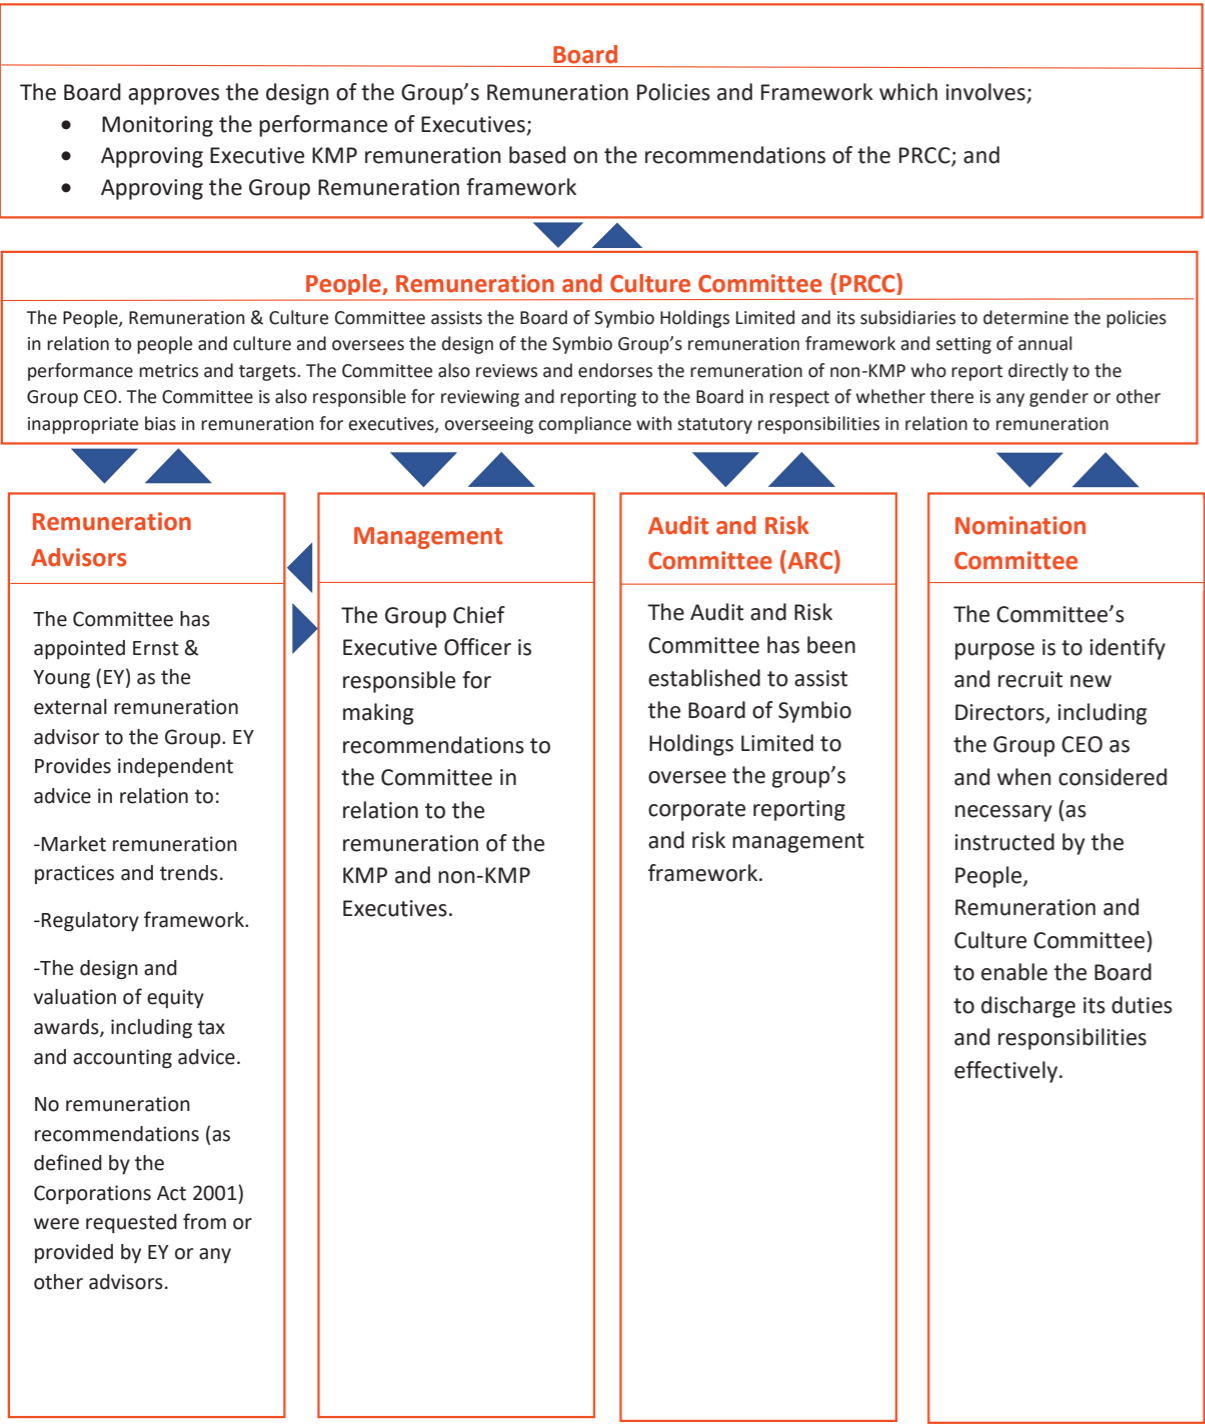 Board
The Board approves the design of the Group’s Remuneration Policies and Framework which involves;
• Monitoring the performance of Executives;
• Approving Executive KMP remuneration based on the recommendations of the PRCC; and
• Approving the Group Remuneration framework
People, Remuneration and Culture Committee (PRCC)
The People, Remuneration & Culture Committee assists the Board of Symbio Holdings Limited and its subsidiaries to determine the policies
in relation to people and culture and oversees the design of the Symbio Group’s remuneration framework and setting of annual
performance metrics and targets. The Committee also reviews and endorses the remuneration of non-KMP who report directly to the
Group CEO. The Committee is also responsible for reviewing and reporting to the Board in respect of whether there is any gender or other
inappropriate bias in remuneration for executives, overseeing compliance with statutory responsibilities in relation to remuneration
Remuneration
Advisors
The Committee has
appointed Ernst &
Young (EY) as the
external remuneration
advisor to the Group. EY
Provides independent
advice in relation to:
-Market remuneration
practices and trends.
-Regulatory framework.
-The design and
valuation of equity
awards, including tax
and accounting advice.
No remuneration
recommendations (as
defined by the
Corporations Act 2001)
were requested from or
provided by EY or any
other advisors.
Management
The Group Chief
Executive Officer is
responsible for
making
recommendations to
the Committee in
relation to the
remuneration of the
KMP and non-KMP
Executives.
Audit and Risk
Committee (ARC)
The Audit and Risk
Committee has been
established to assist
the Board of Symbio
Holdings Limited to
oversee the group’s
corporate reporting
and risk management
framework.
Nomination
Committee
The Committee’s
purpose is to identify
and recruit new
Directors, including
the Group CEO as
and when considered
necessary (as
instructed by the
People,
Remuneration and
Culture Committee)
to enable the Board
to discharge its duties
and responsibilities
effectively.